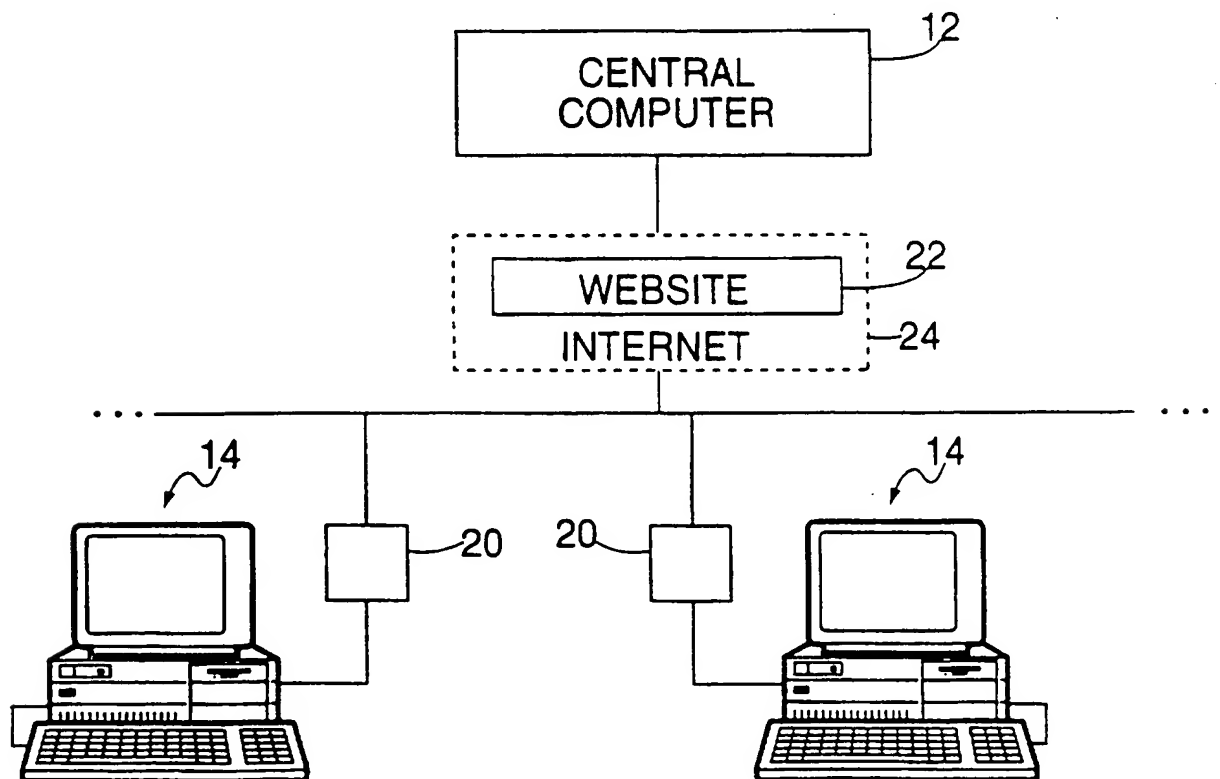 12
CENTRAL
COMPUTER
22
WEBSITE
INTERNET
24
... ...
14 14
20 20